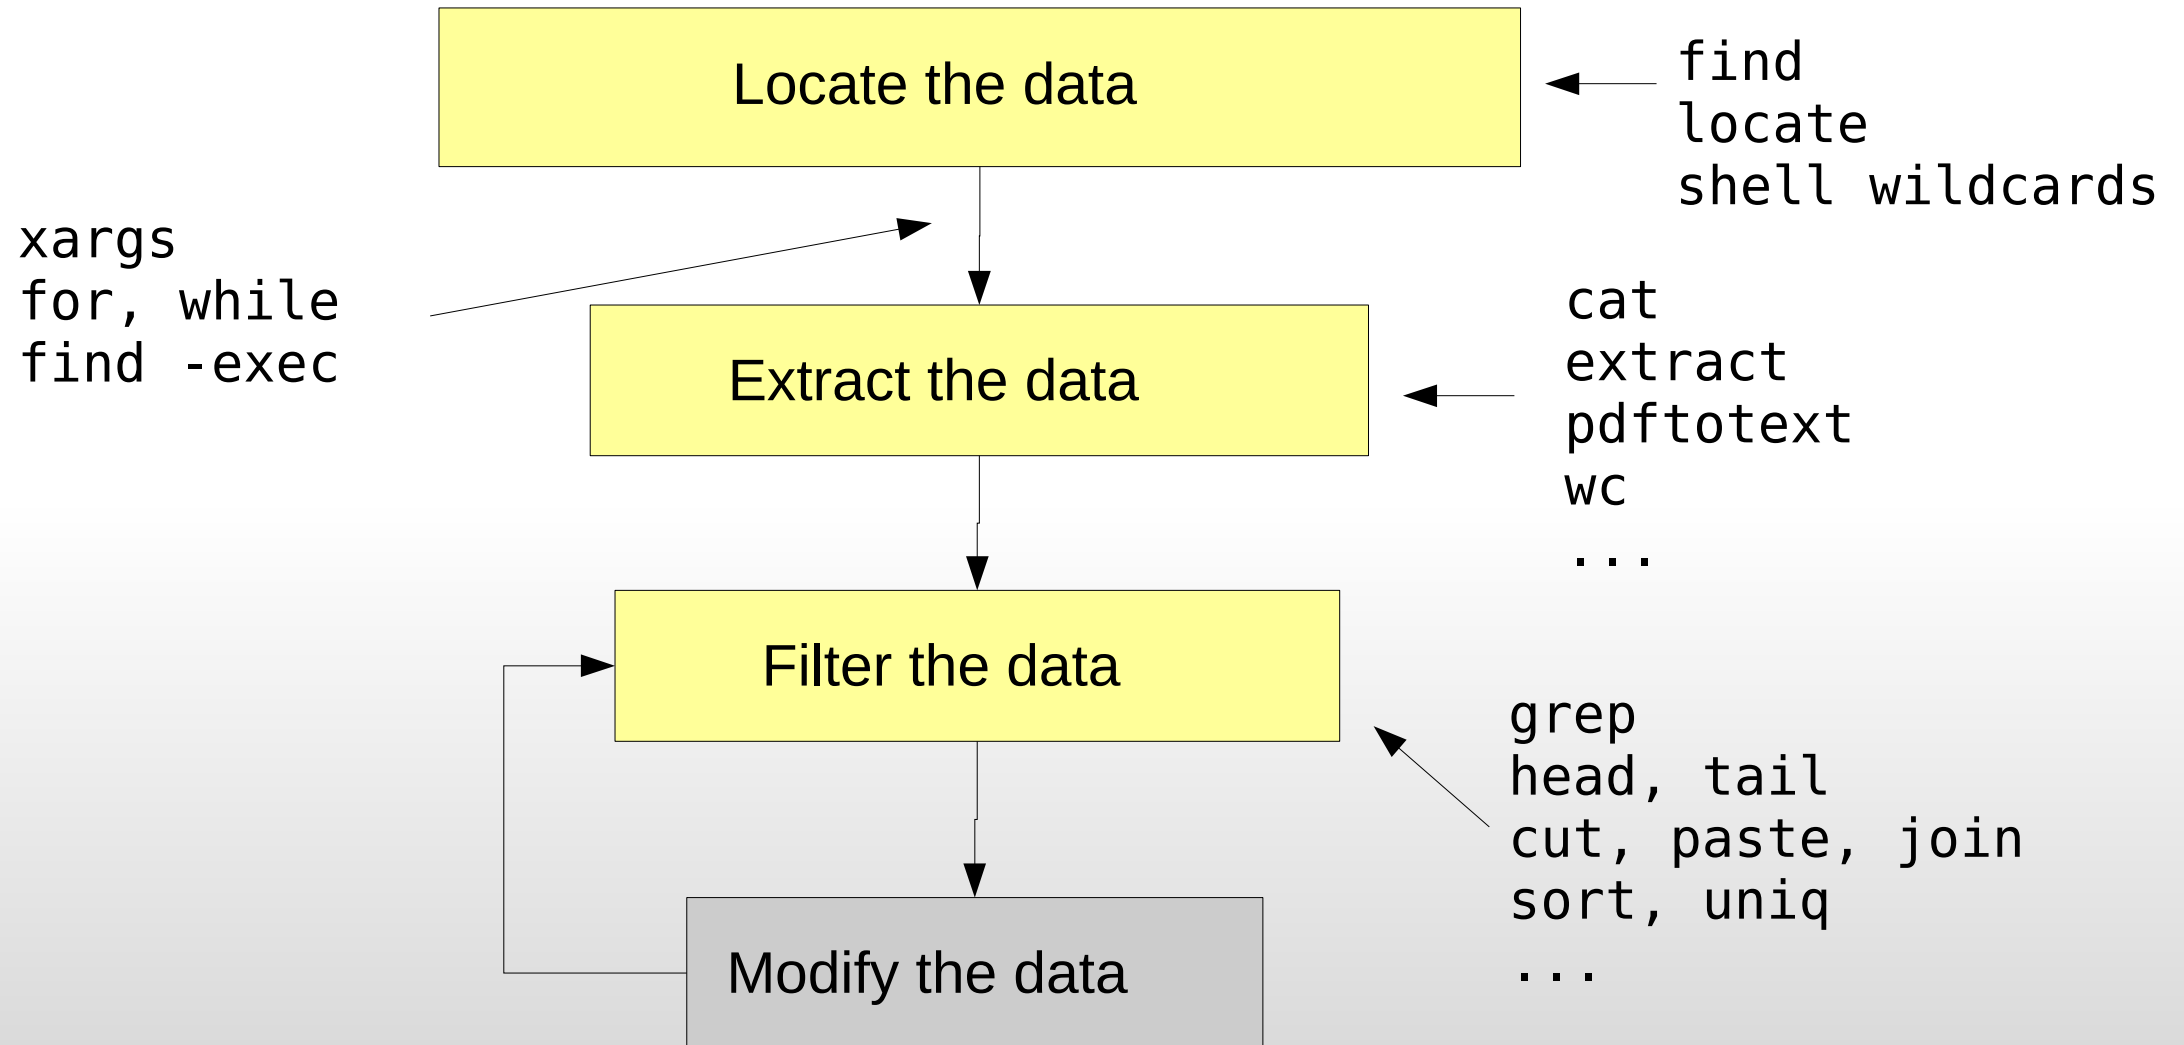 Locate the data
find
locate
shell wildcards
xargs
for, while
find -exec
Extract the data
cat
extract
pdftotext
wc
...
Filter the data
grep
head, tail
cut, paste, join
sort, uniq
...
Modify the data